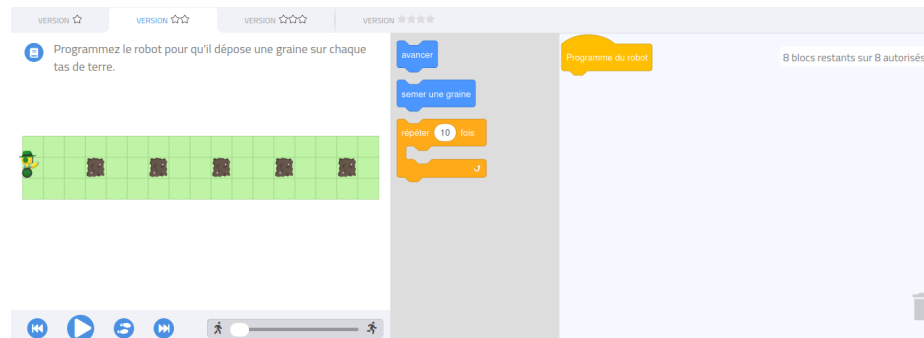 VERSION
VERSION
VERSION
VERSION
Programmez le robot pour qu'il dépose une graine sur chaque
tas de terre.
avancer
semer une graine
répéter 10 fois
Programme du robot
8 blocs restants sur 8 autorisés